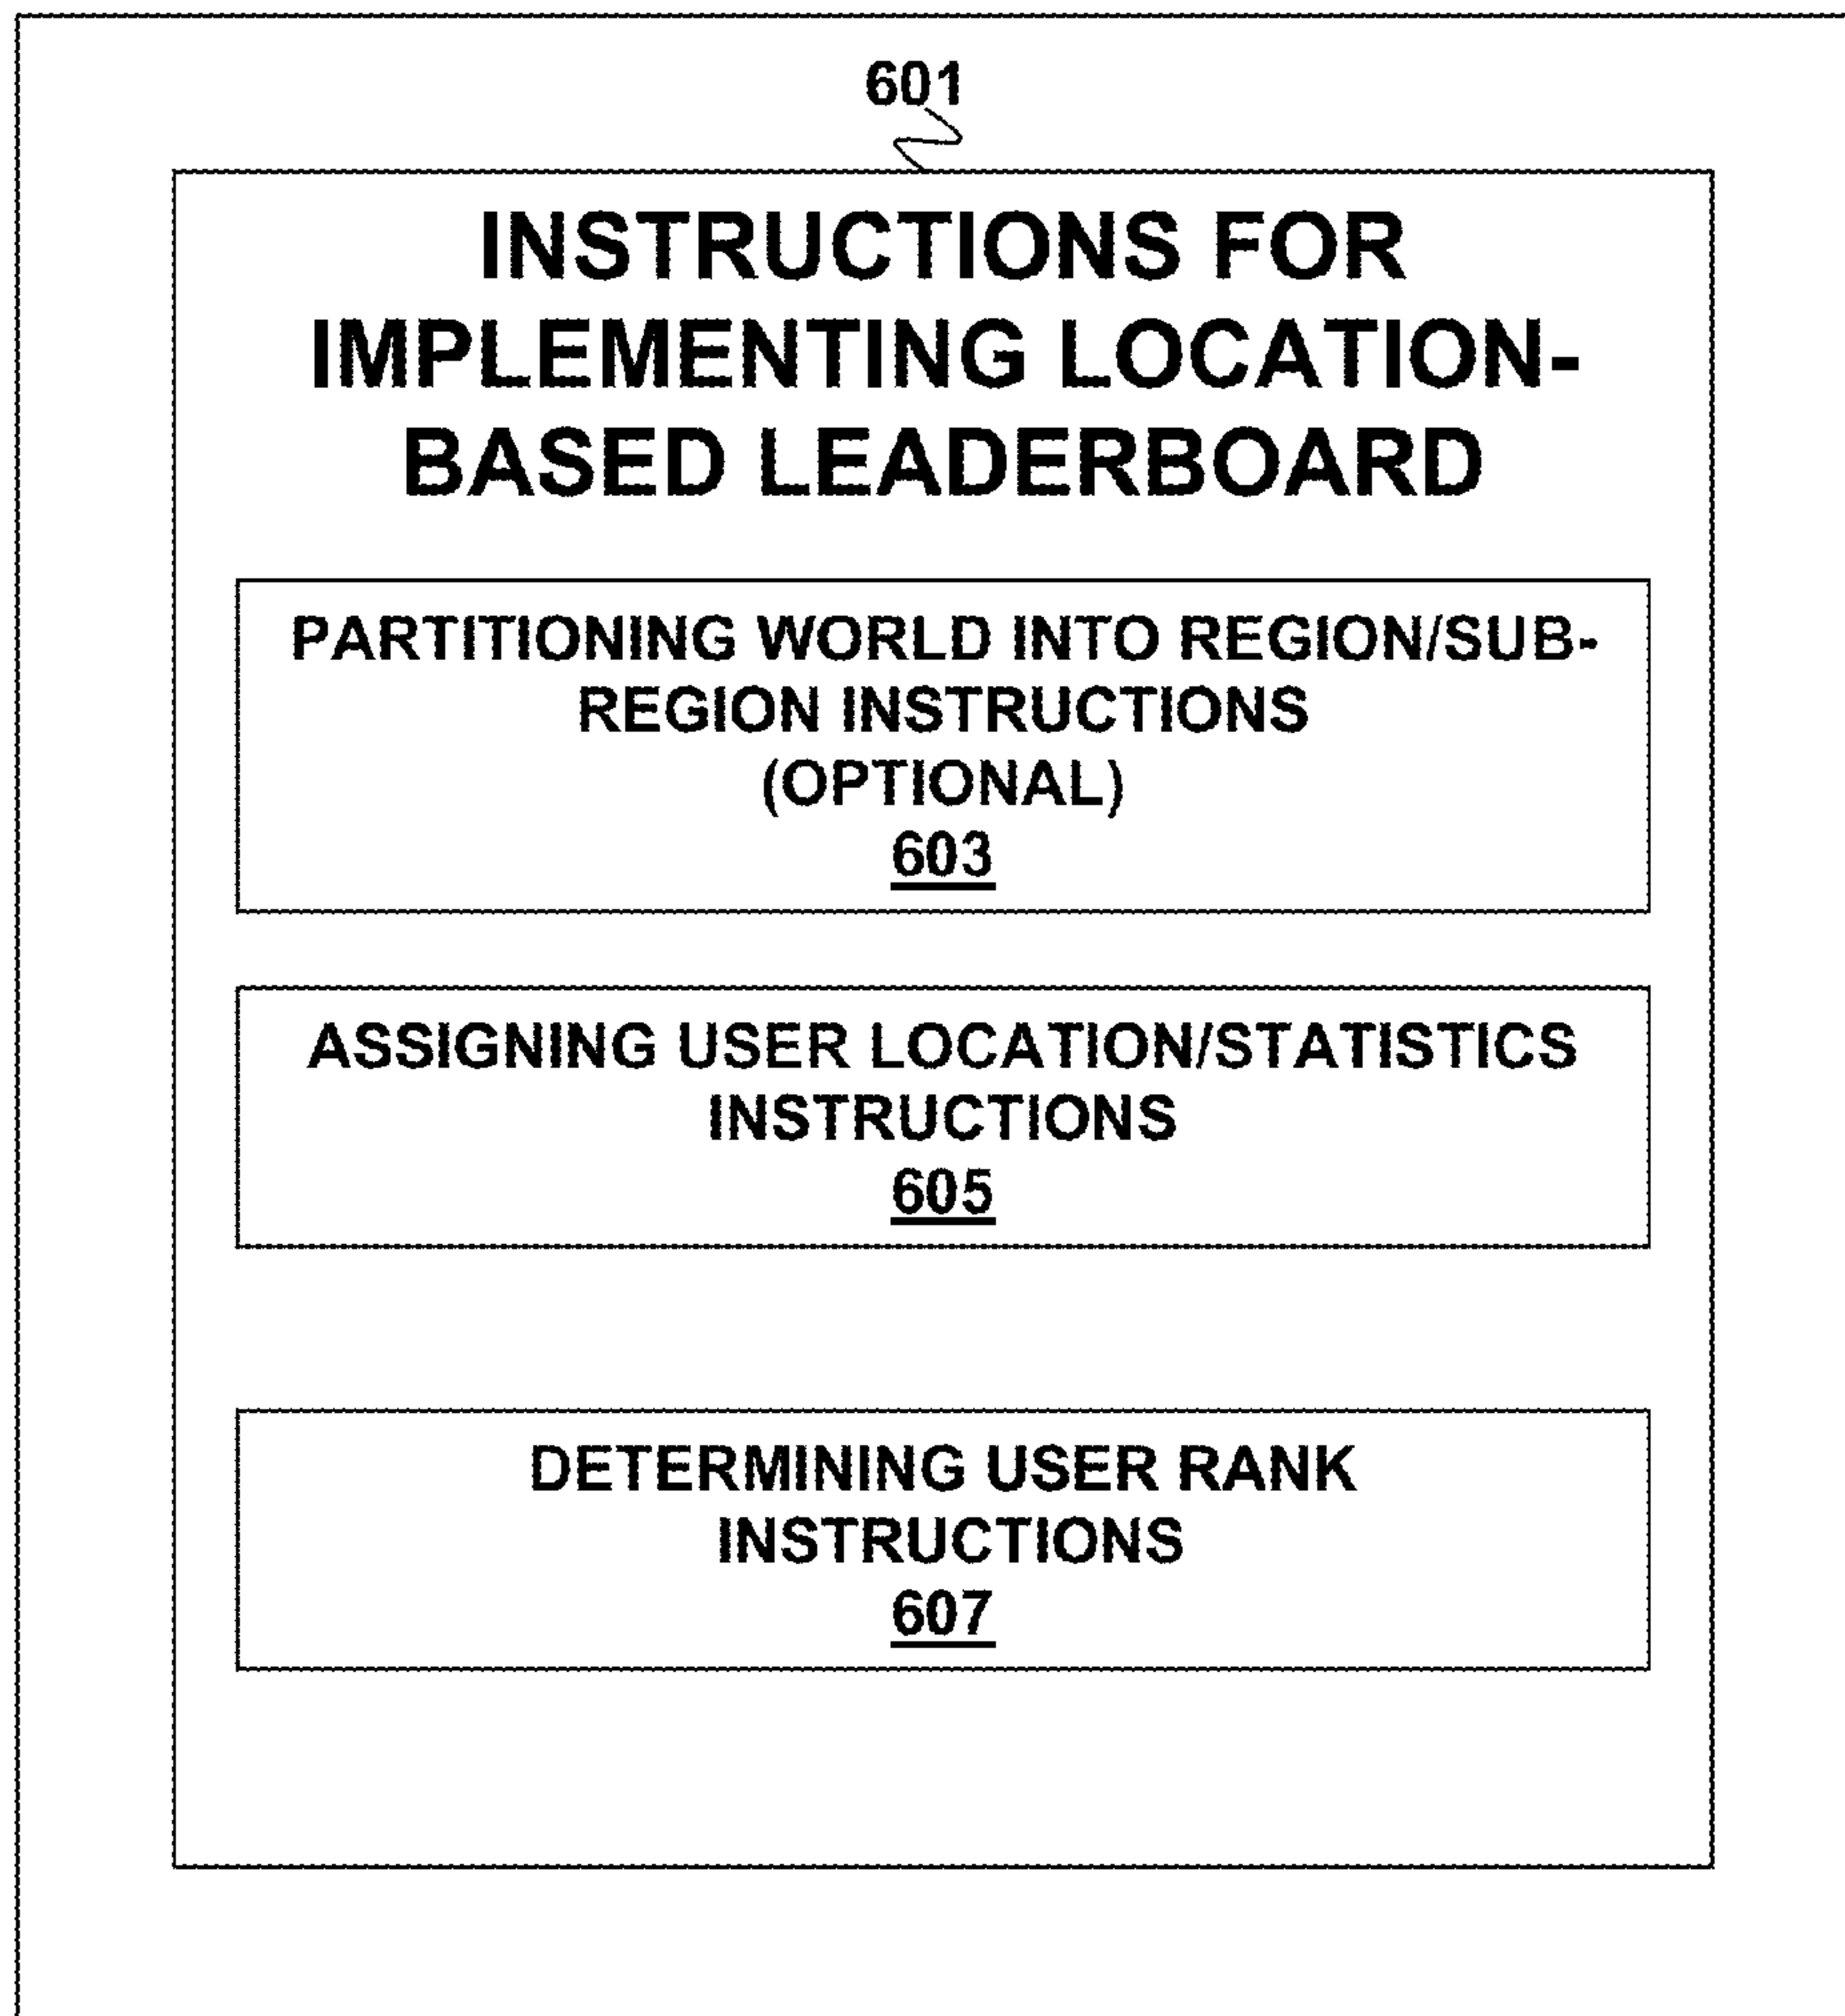 601
INSTRUCTIONS FOR
IMPLEMENTING LOCATION-
BASED LEADERBOARD
PARTITIONING WORLD INTO REGION/SUB-
REGION INSTRUCTIONS
(OPTIONAL)
603
ASSIGNING USER LOCATION/STATISTICS
INSTRUCTIONS
605
DETERMINING USER RANK
INSTRUCTIONS
607